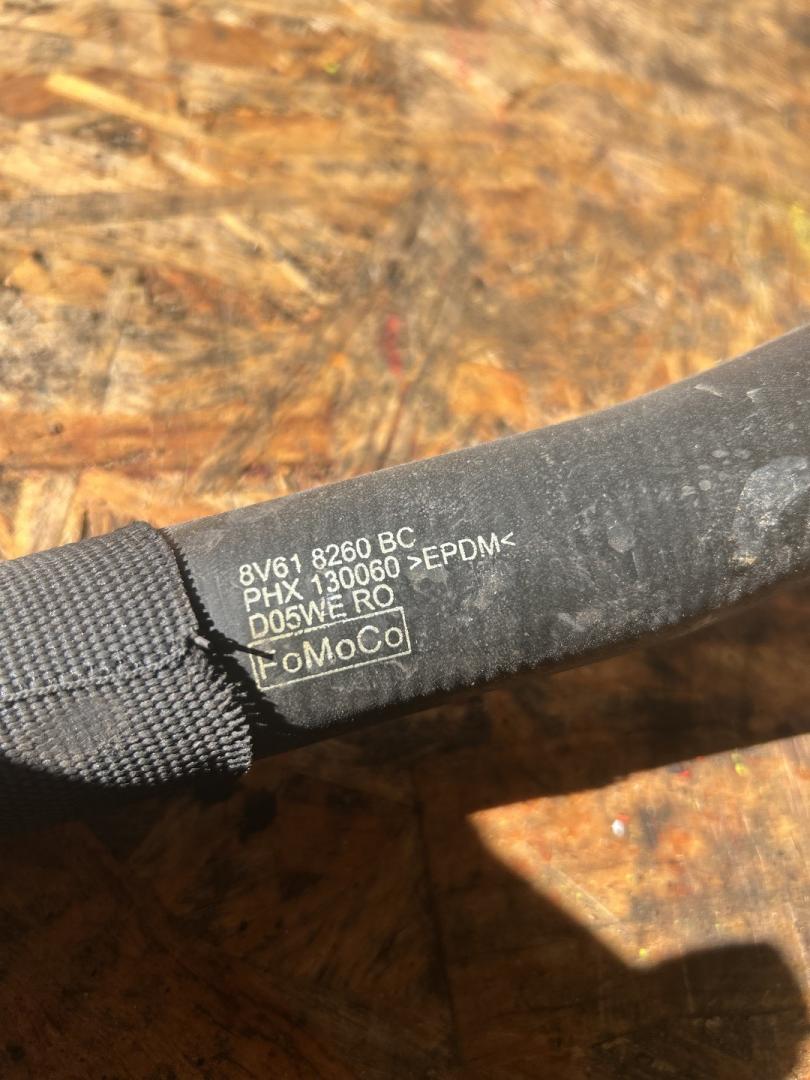 8V61 8260 BC
PHX 130060 >EPDM<
D05WE RO
FoMoCo